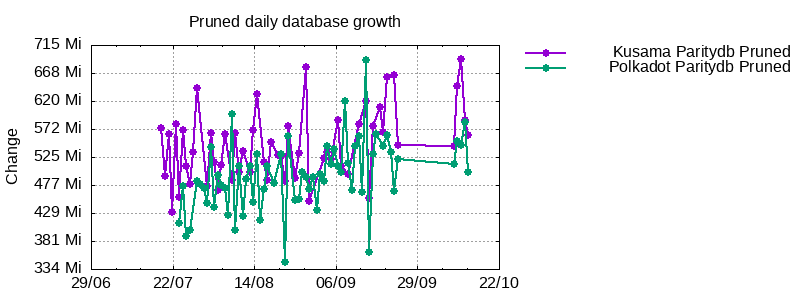 Pruned daily database growth
715 Mi
668 Mi
620 Mi
572 Mi
525 Mi
477 Mi
429 Mi
381 Mi
334 Mi
Change
29/06 22/07 14/08 06/09 29/09 22/10
Kusama Paritydb Pruned
Polkadot Paritydb Pruned